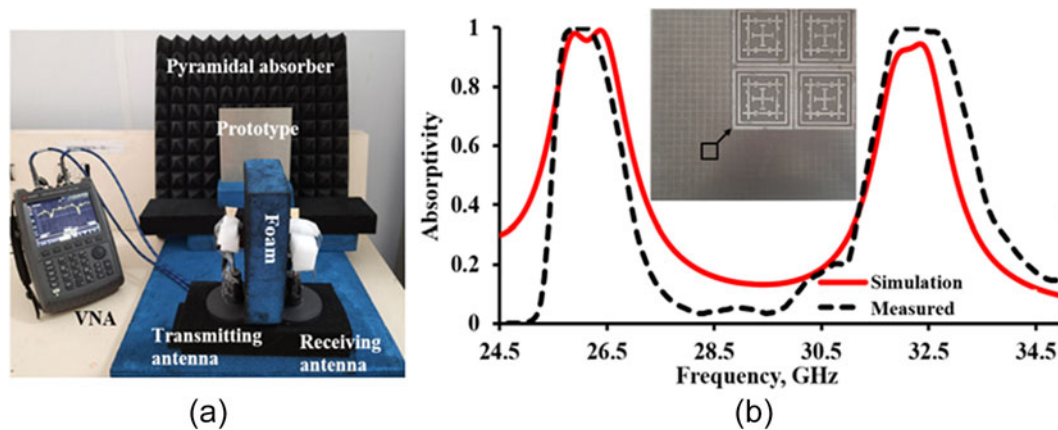 (a)
Pyramidal absorber
Prototype
Foam
VNA
Transmitting
antenna
Receiving
antenna
(b)
Absorptivity
1
0.8
0.6
0.4
0.2
0
24.5 26.5 28.5 30.5 32.5 34.5
Frequency, GHz
Simulation
Measured